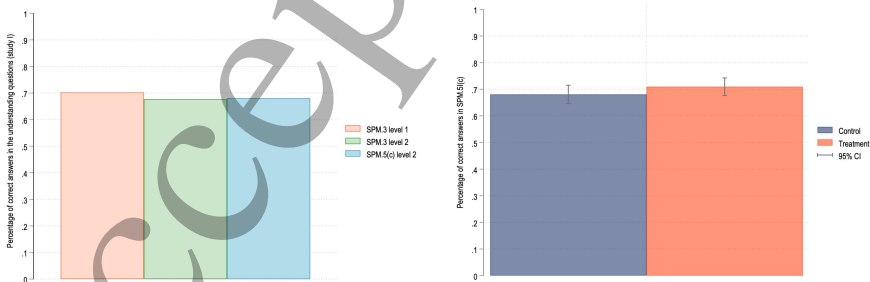 Percentage of correct answers in the understanding questions (study I)
1
.9
.8
.7
.6
.5
.4
.3
.2
.1
0
SPM.3 level 1
SPM.3 level 2
SPM.5(c) level 2
Percentage of correct answers in SPM.5I(c)
1
.9
.8
.7
.6
.5
.4
.3
.2
.1
0
Control
Treatment
95% CI
ccep